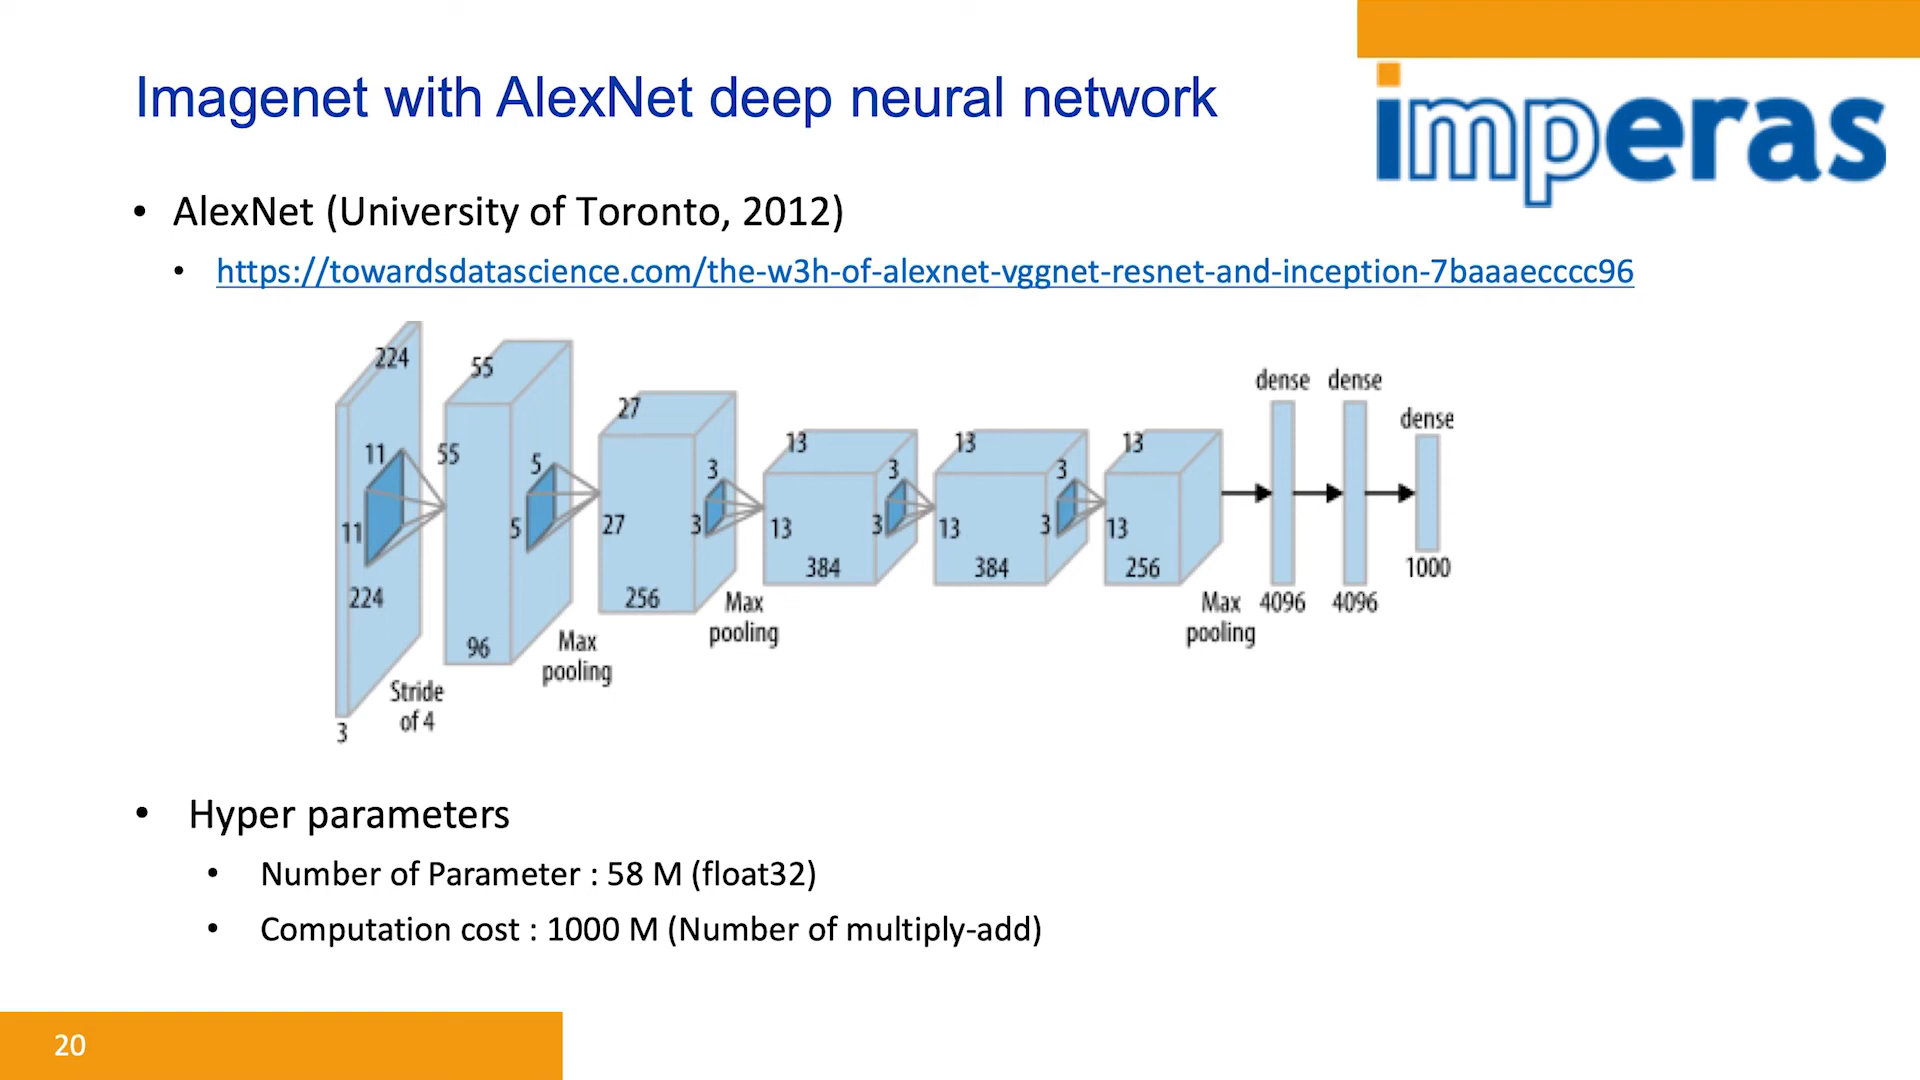 Imagenet with AlexNet deep neural network
imperas
• AlexNet (University of Toronto, 2012)
• https://towardsdatascience.com/the-w3h-of-alexnet-vggnet-resnet-and-inception-7baaaecccc96
224
11
11
224
3
Stride
of 4
55
55
5
5
96
Max
pooling
27
27
3
3
256
Max
pooling
13
13
3
3
384
13
13
3
3
384
13
13
256
Max
pooling
dense
4096
dense
4096
dense
1000
• Hyper parameters
• Number of Parameter : 58 M (float32)
• Computation cost : 1000 M (Number of multiply-add)
20